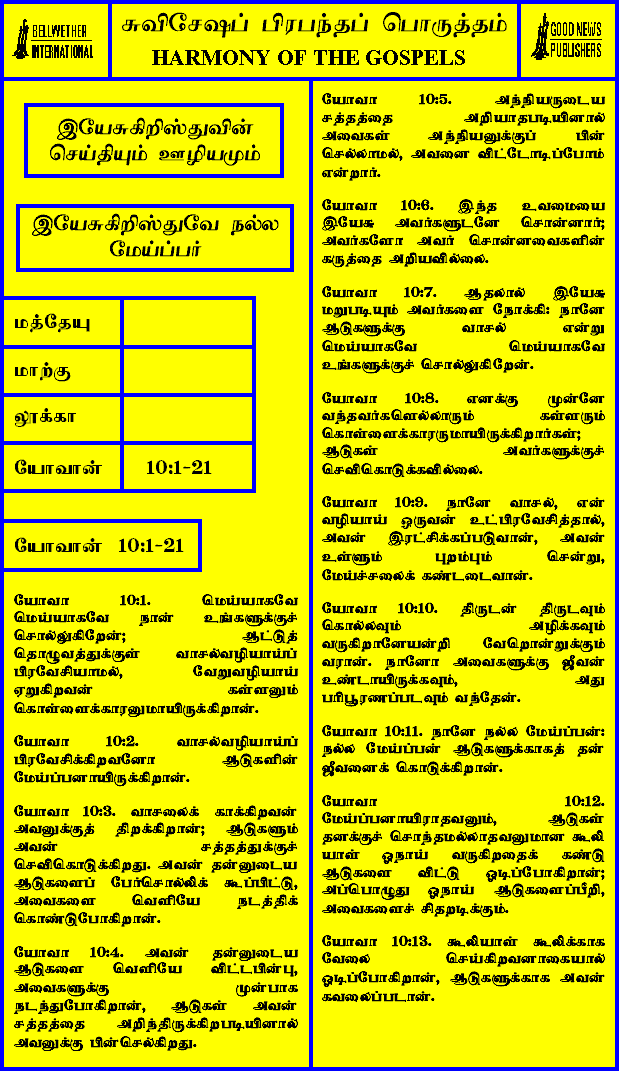 BELLWETHER
INTERNATIONAL
சுவிசேஷப் பிரபந்தப் பொருத்தம்
HARMONY OF THE GOSPELS
GOOD NEWS
PUBLISHERS
இயேசுகிறிஸ்துவின்
செய்தியும் ஊழியமும்
இயேசுகிறிஸ்துவே நல்ல
மேய்ப்பர்
மத்தேயு
மாற்கு
லூக்கா
யோவான் 10:1-21
யோவான் 10:1-21
யோவா 10:1. மெய்யாகவே
மெய்யாகவே நான் உங்களுக்குச்
சொல்லுகிறேன்; ஆட்டுத்
தொழுவத்துக்குள் வாசல்வழியாய்ப்
பிரவேசியாமல், வேறுவழியாய்
ஏறுகிறவன் கள்ளனும்
கொள்ளைக்காரனுமாயிருக்கிறான்.
யோவா 10:2. வாசல்வழியாய்ப்
பிரவேசிக்கிறவனோ ஆடுகளின்
மேய்ப்பனாயிருக்கிறான்.
யோவா 10:3. வாசலைக் காக்கிறவன்
அவனுக்குத் திறக்கிறான்; ஆடுகளும்
அவன் சத்தத்துக்குச்
செவிகொடுக்கிறது. அவன் தன்னுடைய
ஆடுகளைப் பேர்சொல்லிக் கூப்பிட்டு,
அவைகளை வெளியே நடத்திக்
கொண்டுபோகிறான்.
யோவா 10:4. அவன் தன்னுடைய
ஆடுகளை வெளியே விட்டபின்பு,
அவைகளுக்கு முன்பாக
நடந்துபோகிறான், ஆடுகள் அவன்
சத்தத்தை அறிந்திருக்கிறபடியினால்
அவனுக்கு பின்செல்கிறது.
யோவா 10:5. அந்நியருடைய
சத்தத்தை அறியாதபடியினால்
அவைகள் அந்நியனுக்குப் பின்
செல்லாமல், அவனை விட்டோடிப்போம்
என்றார்.
யோவா 10:6. இந்த உவமையை
இயேசு அவர்களுடனே சொன்னார்;
அவர்களோ அவர் சொன்னவைகளின்
கருத்தை அறியவில்லை.
யோவா 10:7. ஆதலால் இயேசு
மறுபடியும் அவர்களை நோக்கி: நானே
ஆடுகளுக்கு வாசல் என்று
மெய்யாகவே மெய்யாகவே
உங்களுக்குச் சொல்லுகிறேன்.
யோவா 10:8. எனக்கு முன்னே
வந்தவர்களெல்லாரும் கள்ளரும்
கொள்ளைக்காரருமாயிருக்கிறார்கள்;
ஆடுகள் அவர்களுக்குச்
செவிகொடுக்கவில்லை.
யோவா 10:9. நானே வாசல், என்
வழியாய் ஒருவன் உட்பிரவேசித்தால்,
அவன் இரட்சிக்கப்படுவான், அவன்
உள்ளும் புறம்பும் சென்று,
மேய்ச்சலைக் கண்டடைவான்.
யோவா 10:10. திருடன் திருடவும்
கொல்லவும் அழிக்கவும்
வருகிறானேயன்றி வேறொன்றுக்கும்
வரான். நானோ அவைகளுக்கு ஜீவன்
உண்டாயிருக்கவும், அது
பரிபூரணப்படவும் வந்தேன்.
யோவா 10:11. நானே நல்ல மேய்ப்பன்:
நல்ல மேய்ப்பன் ஆடுகளுக்காகத் தன்
ஜீவனைக் கொடுக்கிறான்.
யோவா 10:12.
மேய்ப்பனாயிராதவனும், ஆடுகள்
தனக்குச் சொந்தமல்லாதவனுமான கூலி
யாள் ஓநாய் வருகிறதைக் கண்டு
ஆடுகளை விட்டு ஓடிப்போகிறான்;
அப்பொழுது ஓநாய் ஆடுகளைப்பீறி,
அவைகளைச் சிதறடிக்கும்.
யோவா 10:13. கூலியாள் கூலிக்காக
வேலை செய்கிறவனாகையால்
ஓடிப்போகிறான், ஆடுகளுக்காக அவன்
கவலைப்படான்.